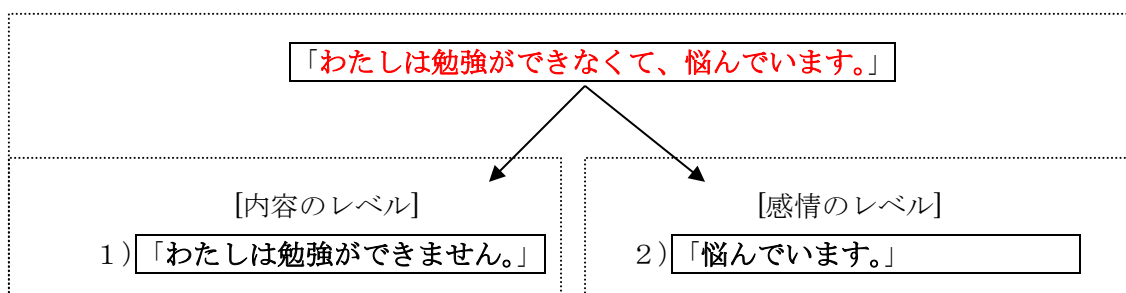 「わたしは勉強ができなくて、悩んでいます。」
[内容のレベル]
[感情のレベル]
1)「わたしは勉強ができません。」
2)「悩んでいます。」